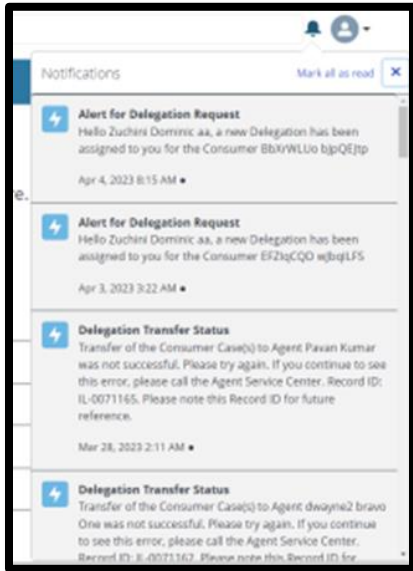 Notifications
Mark all as read
Alert for Delegation Request
Hello Zuchini Dominic aa, a new Delegation has been
assigned to you for the Consumer
Apr 4, 2023 8:15 AM
e.
Alert for Delegation Request
Hello Zuchini Dominic aa, a new Delegation has been
assigned to you for the Consumer
Apr 3, 2023 3:22 AM
Delegation Transfer Status
Transfer of the Consumer Case(s) to Agent Pavan Kumar
was not successful. Please try again. If you continue to see
this error, please call the Agent Service Center. Record ID:
IL-0071165. Please note this Record ID for future
reference.
Mar 28, 2023 2:11 AM
Delegation Transfer Status
Transfer of the Consumer Case(s) to Agent dwayne2 bravo
One was not successful. Please try again. If you continue
to see this error, please call the Agent Service Center.
Record ID: IL-0071162. Please note this Record ID for